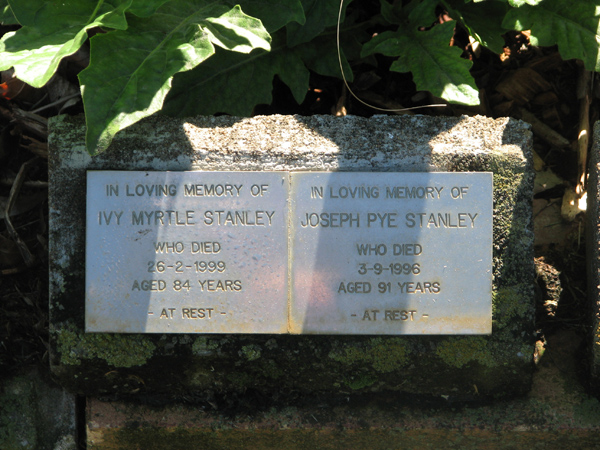 IN LOVING MEMORY OF
IVY MYRTLE STANLEY
WHO DIED
26-2-1999
AGED 84 YEARS
- AT REST -
IN LOVING MEMORY OF
JOSEPH PYE STANLEY
WHO DIED
3-9-1996
AGED 91 YEARS
- AT REST -